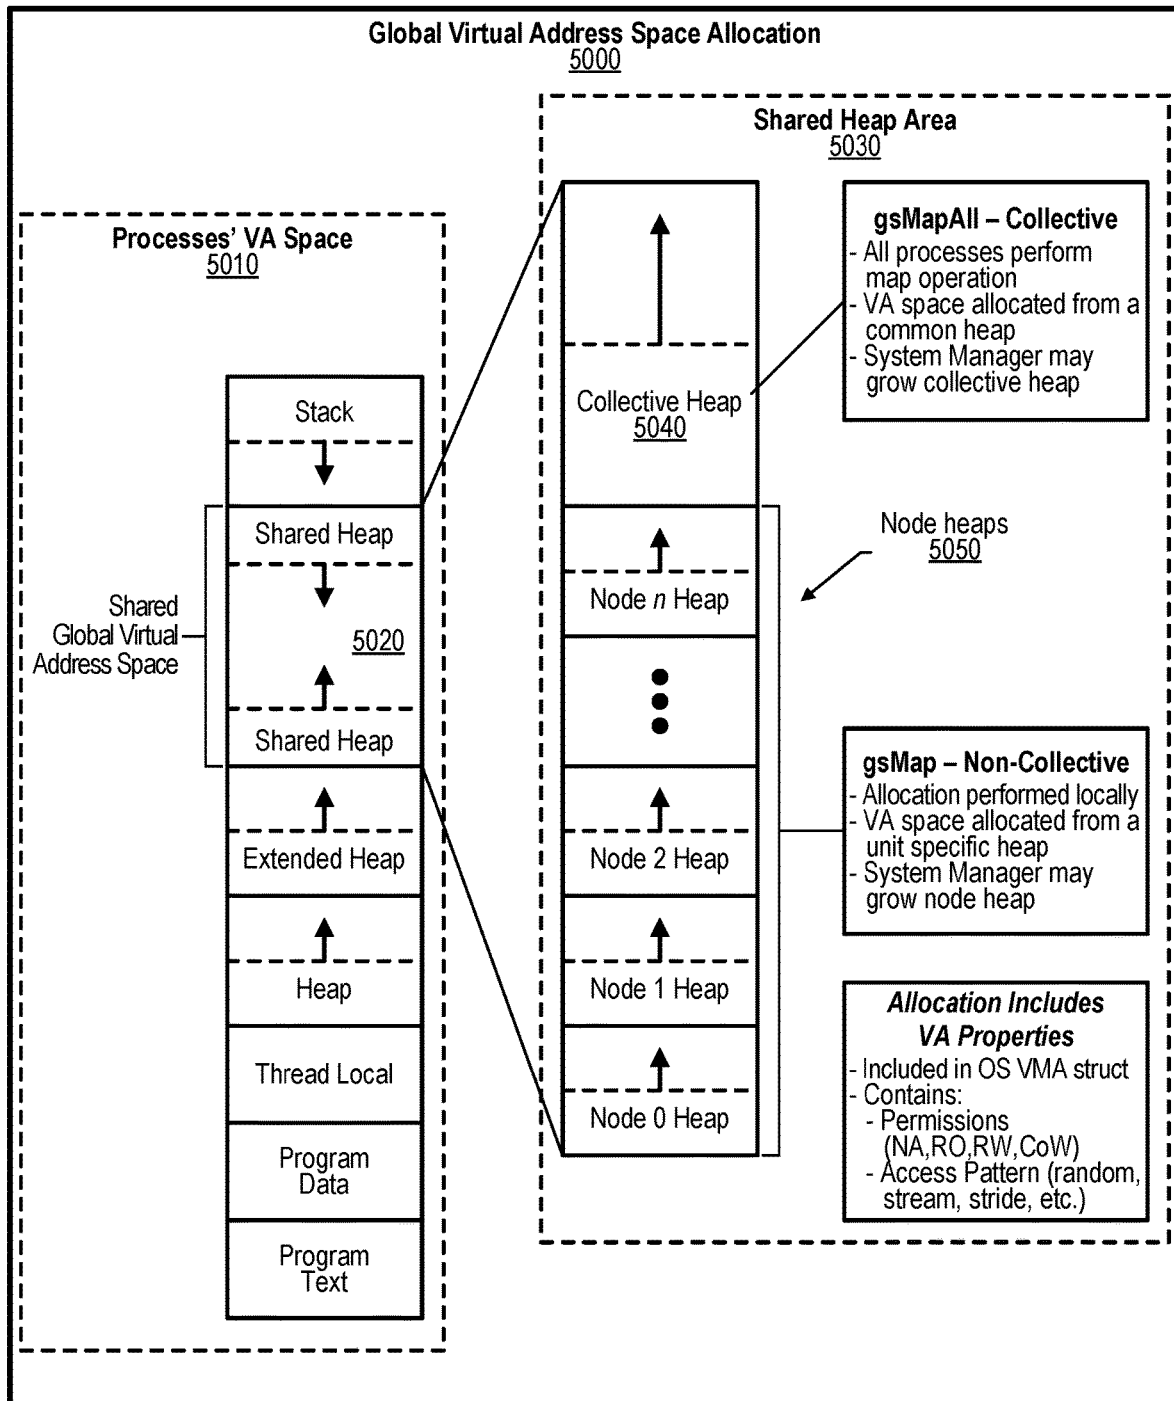 Global Virtual Address Space Allocation
5000
Processes' VA Space
5010
Stack
Shared Heap
Shared
Global Virtual
Address Space
5020
Shared Heap
Extended Heap
Heap
Thread Local
Program
Data
Program
Text
Shared Heap Area
5030
Collective Heap
5040
Node n Heap
Node 2 Heap
Node 1 Heap
Node 0 Heap
gsMapAll – Collective
- All processes perform
map operation
- VA space allocated from a
common heap
- System Manager may
grow collective heap
Node heaps
5050
gsMap – Non-Collective
- Allocation performed locally
- VA space allocated from a
unit specific heap
- System Manager may
grow node heap
Allocation Includes
VA Properties
- Included in OS VMA struct
- Contains:
- Permissions
(NA,RO,RW,CoW)
- Access Pattern (random,
stream, stride, etc.)